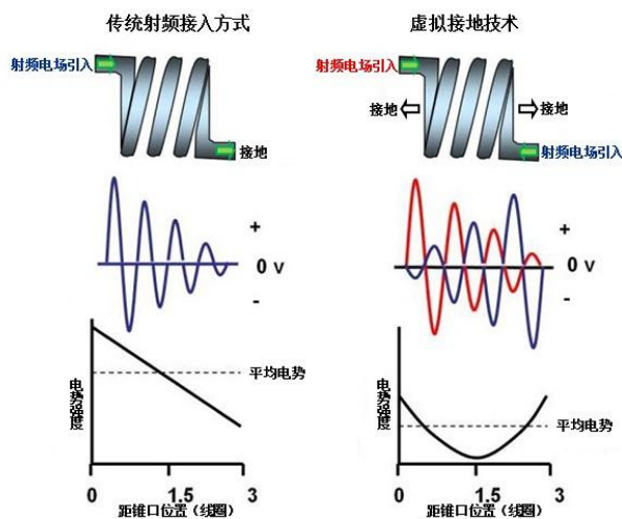 传统射频接入方式
虚拟接地技术
射频电场引入
接地
射频电场引入
接地
接地
射频电场引入
+
0 V
-
+
0 V
-
电势强度
平均电势
0 1.5 3
距锥口位置（线圈）
电势强度
平均电势
0 1.5 3
距锥口位置（线圈）